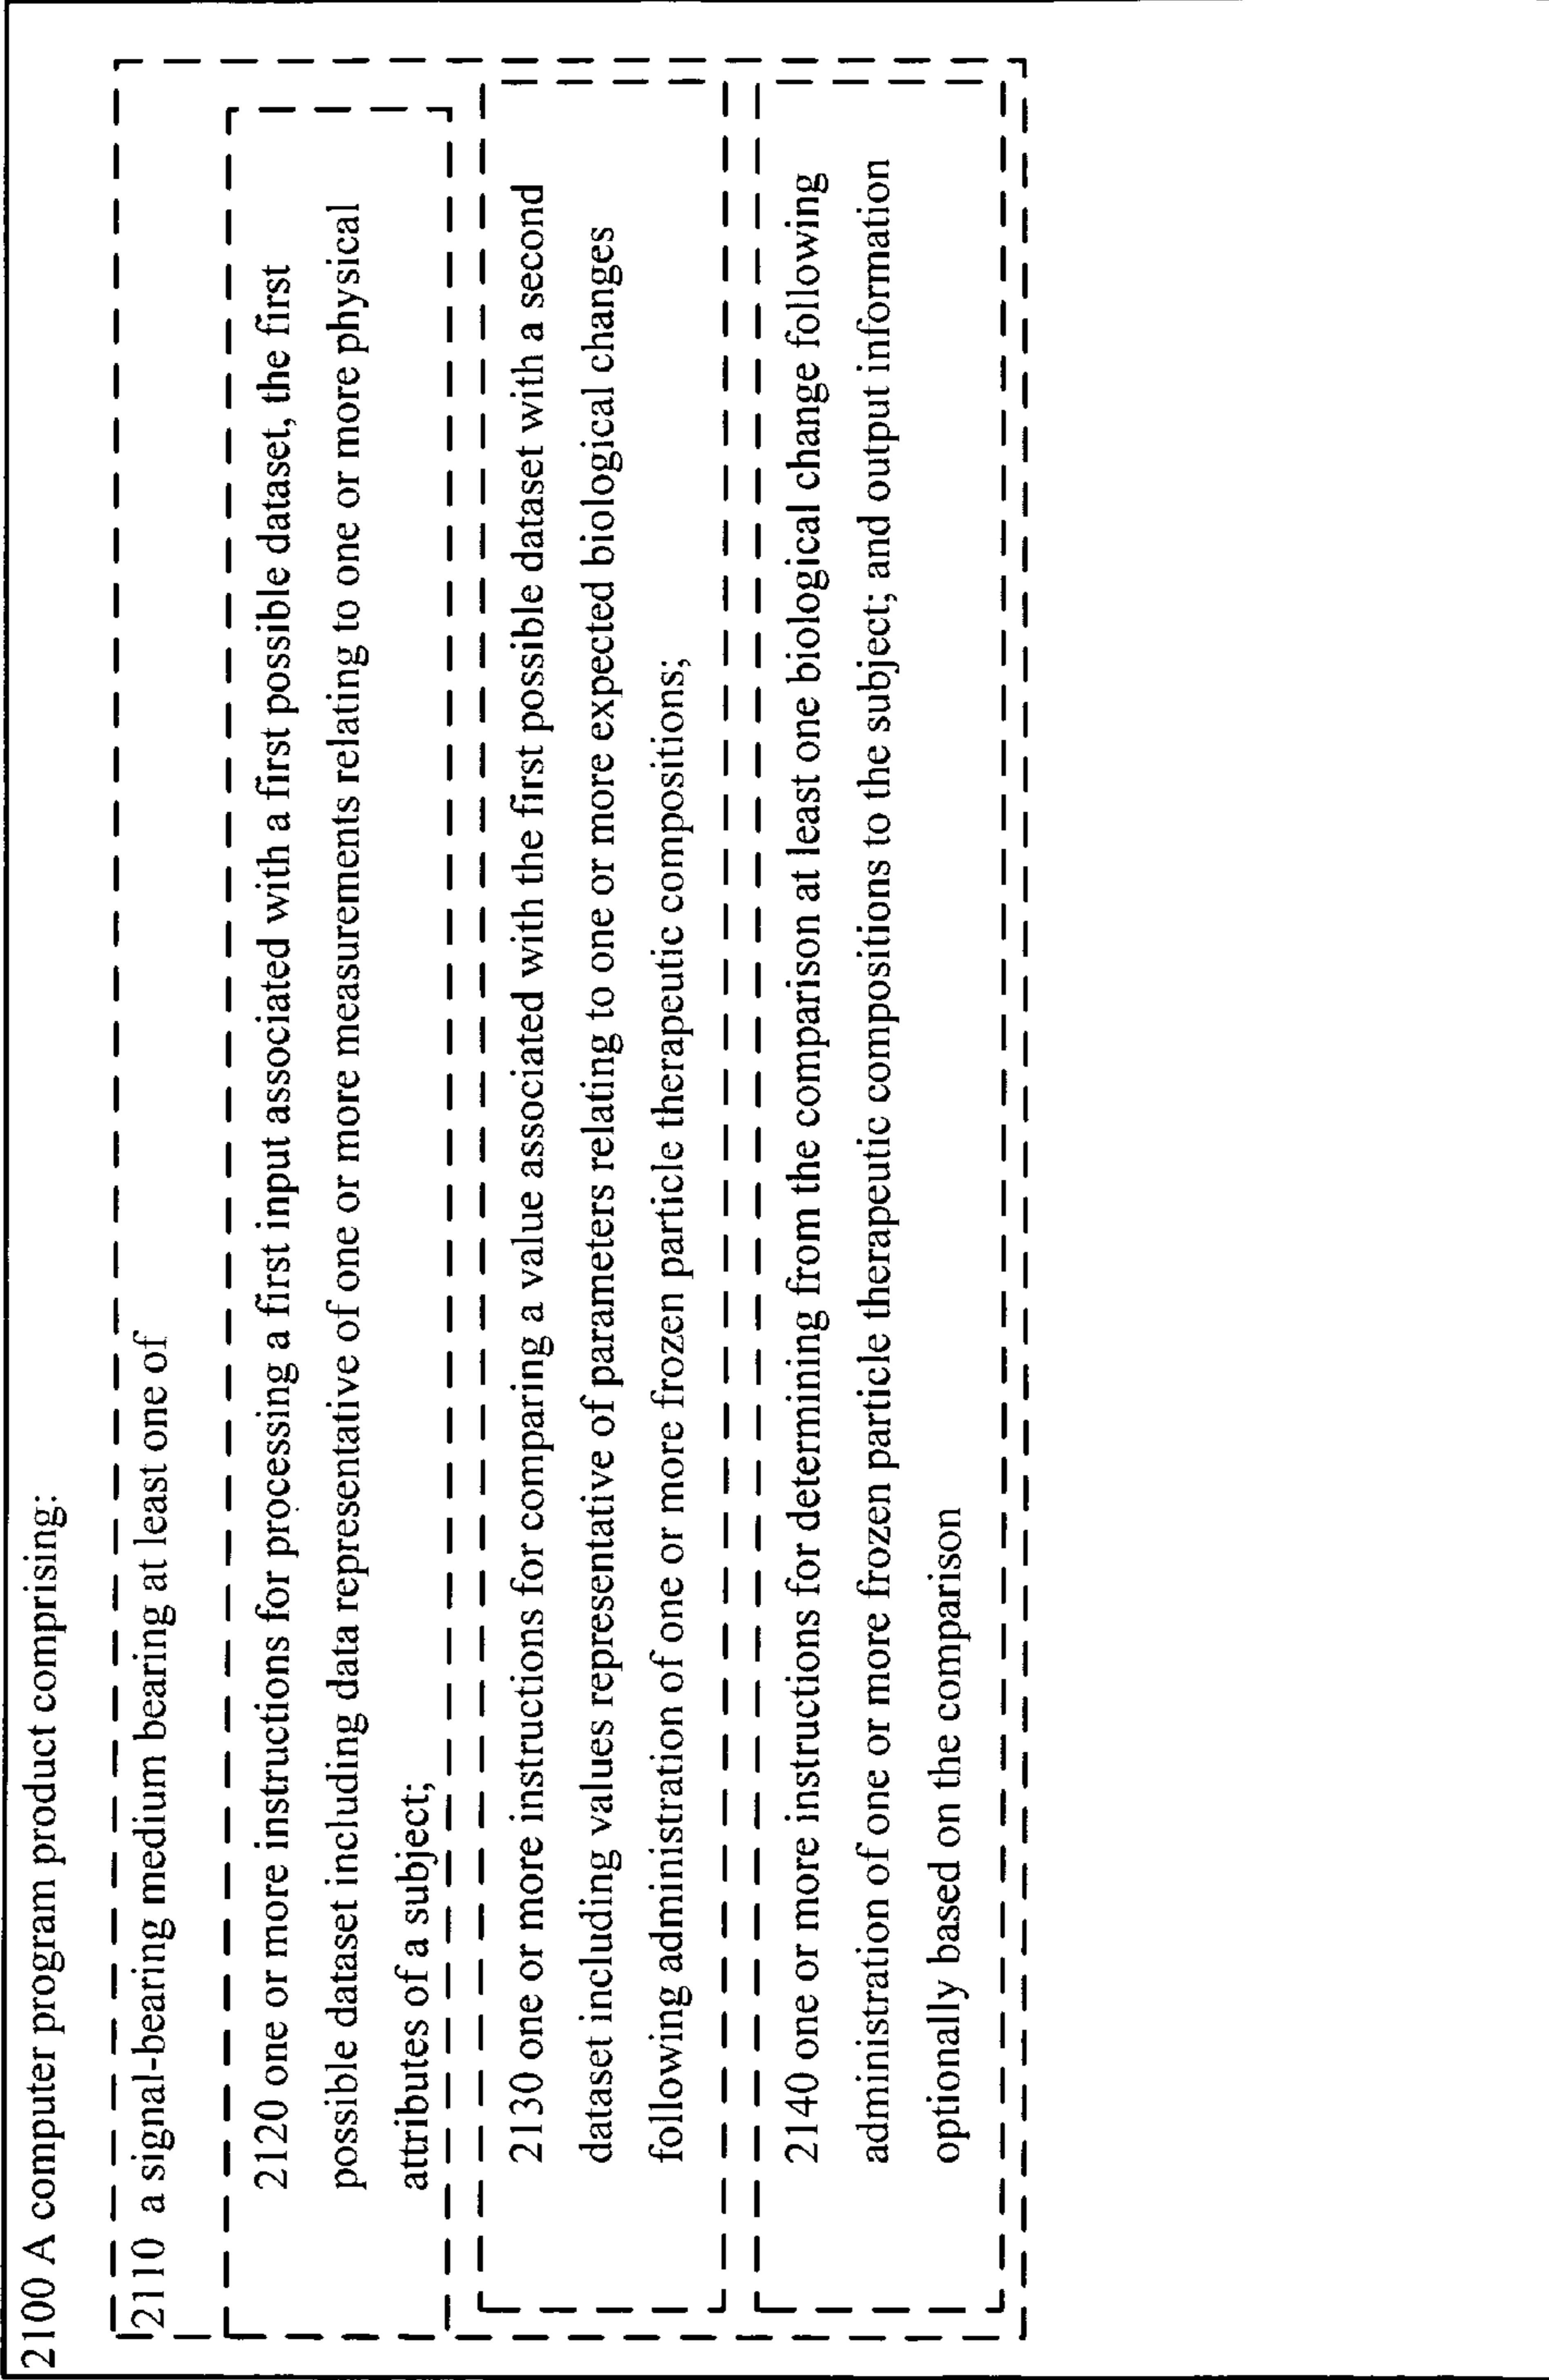 2100 A computer program product comprising:
2110 a signal-bearing medium bearing at least one of
2120 one or more instructions for processing a first input associated with a first possible dataset, the first
possible dataset including data representative of one or more measurements relating to one or more physical
attributes of a subject;
2130 one or more instructions for comparing a value associated with the first possible dataset with a second
dataset including values representative of parameters relating to one or more expected biological changes
following administration of one or more frozen particle therapeutic compositions;
2140 one or more instructions for determining from the comparison at least one biological change following
administration of one or more frozen particle therapeutic compositions to the subject; and output information
optionally based on the comparison